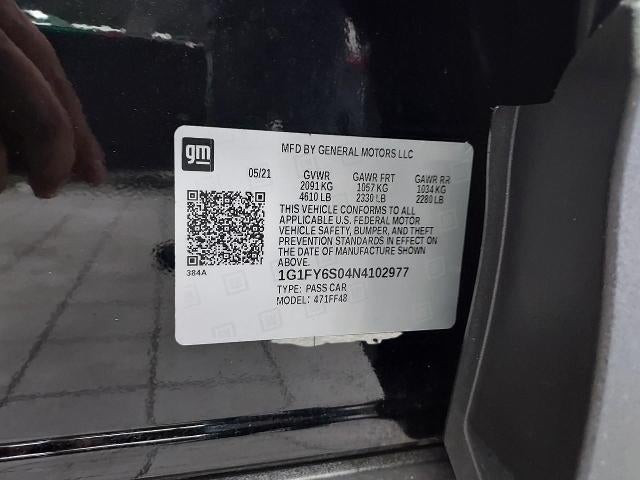 gm
MFD BY GENERAL MOTORS LLC
05/21 GVWR GAWR FRT GAWR RR
2091 KG 1057 KG 1034 KG
4610 LB 2330 LB 2280 LB
THIS VEHICLE CONFORMS TO ALL
APPLICABLE U.S. FEDERAL MOTOR
VEHICLE SAFETY, BUMPER, AND THEFT
PREVENTION STANDARDS IN EFFECT ON
THE DATE OF MANUFACTURE SHOWN
ABOVE.
384A
1G1FY6S04N4102977
TYPE: PASS CAR
MODEL: 471FF48